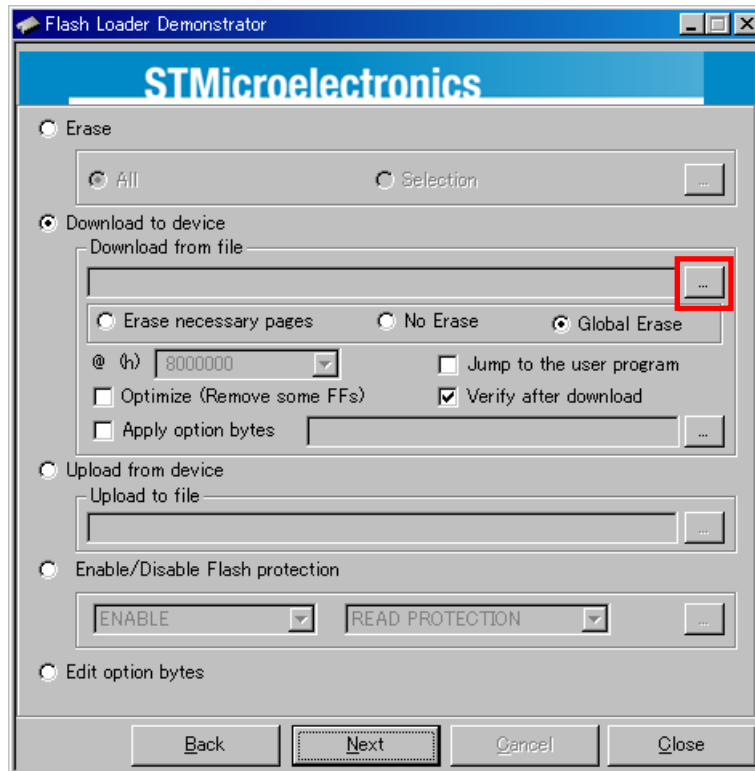 Flash Loader Demonstrator
STMicroelectronics
Erase
All Selection ...
Download to device
Download from file
...
Erase necessary pages No Erase Global Erase
@ (h) 8000000 Jump to the user program
Optimize (Remove some FFs) Verify after download
Apply option bytes ...
Upload from device
Upload to file
...
Enable/Disable Flash protection
ENABLE READ PROTECTION ...
Edit option bytes
Back Next Cancel Close